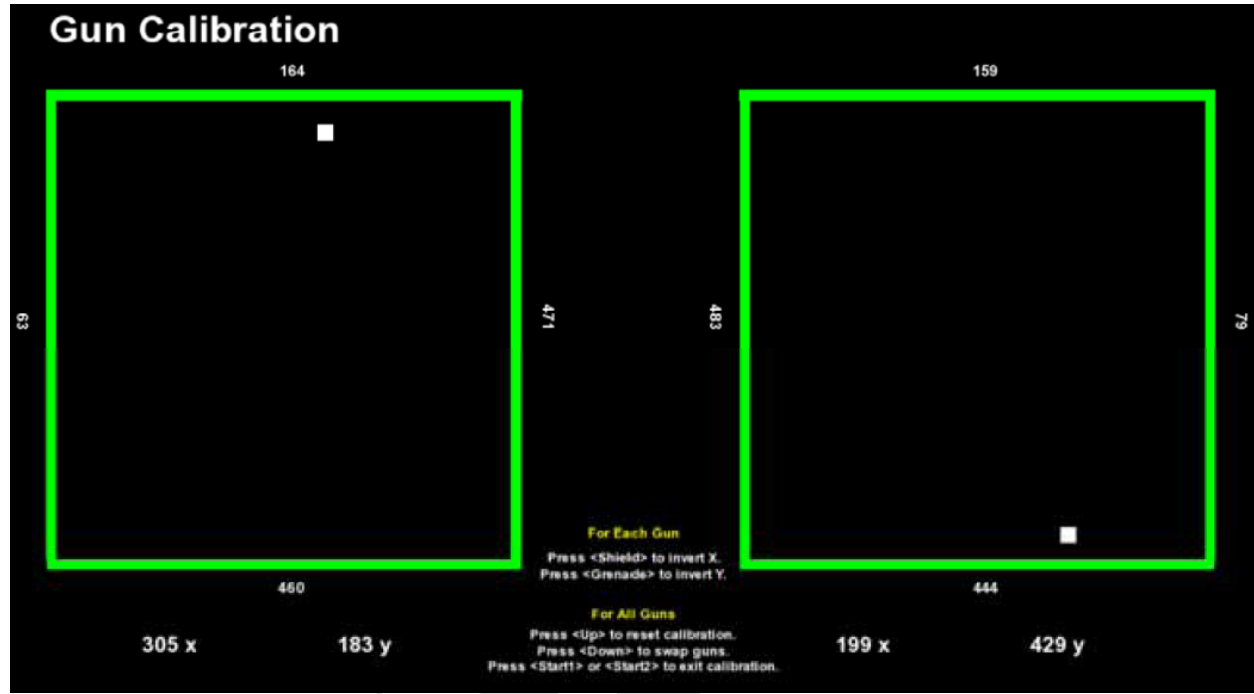 Gun Calibration
164
159
63
471
483
79
For Each Gun
Press <Shield> to invert X.
Press <Grenade> to invert Y.
460
444
For All Guns
Press <Up> to reset calibration.
Press <Down> to swap guns.
Press <Start1> or <Start2> to exit calibration.
305 x
183 y
199 x
429 y